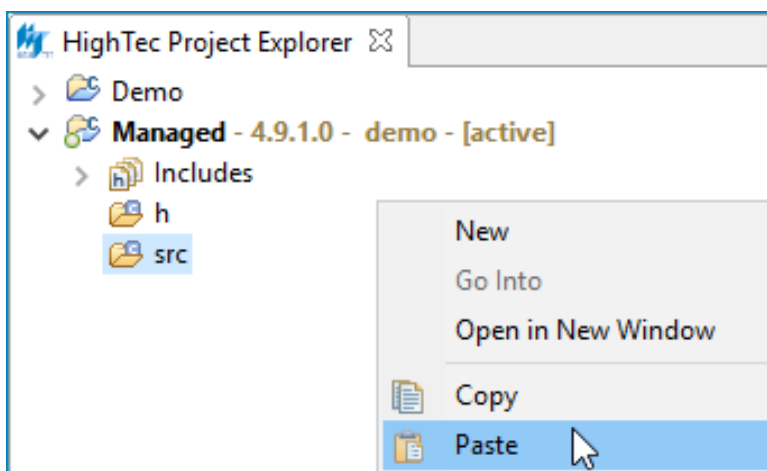 HighTec Project Explorer
Demo
Managed - 4.9.1.0 - demo - [active]
Includes
h
src
New
Go Into
Open in New Window
Copy
Paste